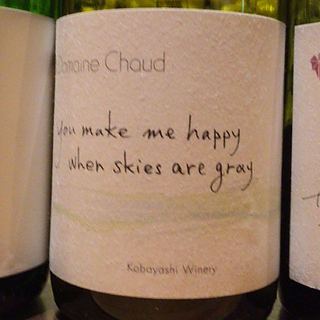 Domaine Chaud
you make me happy
when skies are gray
Kobayashi Winery